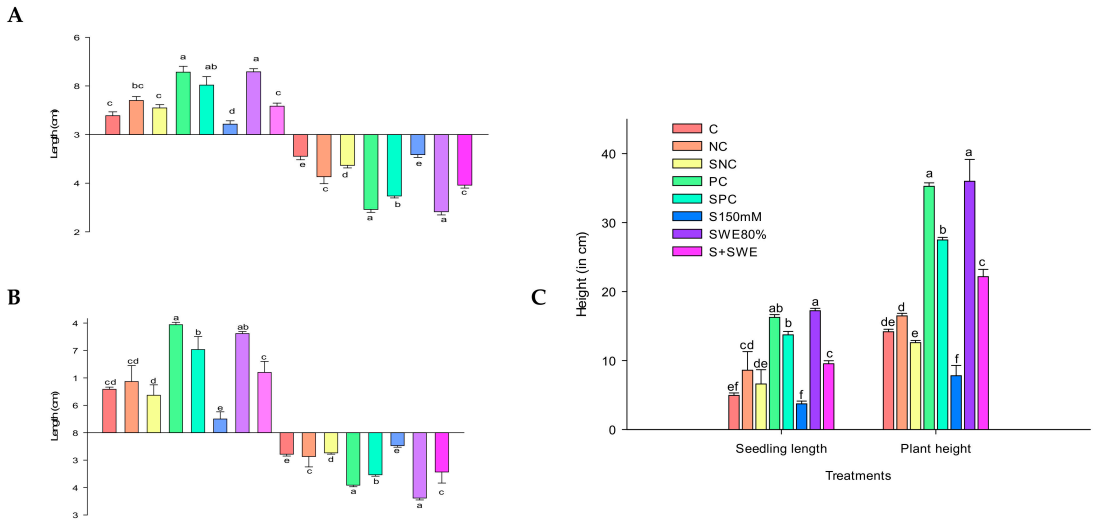 A
6
8
3
4
2
Length (cm)
c
bc
c
a
ab
d
a
c
e
c
d
a
b
e
a
c
B
4
7
1
6
8
3
4
3
Length (cm)
cd
cd
d
a
b
e
ab
c
e
c
d
a
b
e
a
c
C
40
30
20
10
0
Height (in cm)
C
NC
SNC
PC
SPC
S150mM
SWE80%
S+SWE
ef
cd
de
ab
b
f
a
c
de
d
e
a
b
f
a
c
Seedling length
Plant height
Treatments